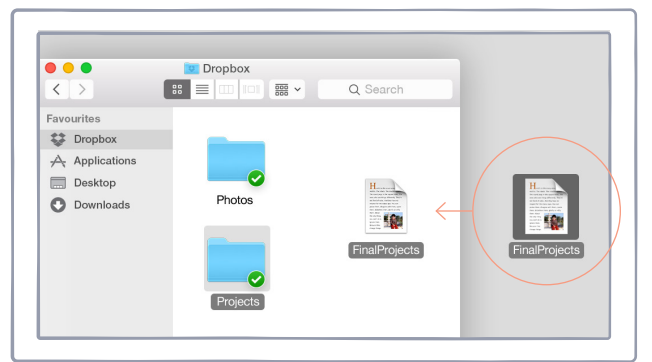 Dropbox
Search
Favourites
Dropbox
Applications
Desktop
Downloads
Photos
Projects
FinalProjects
FinalProjects